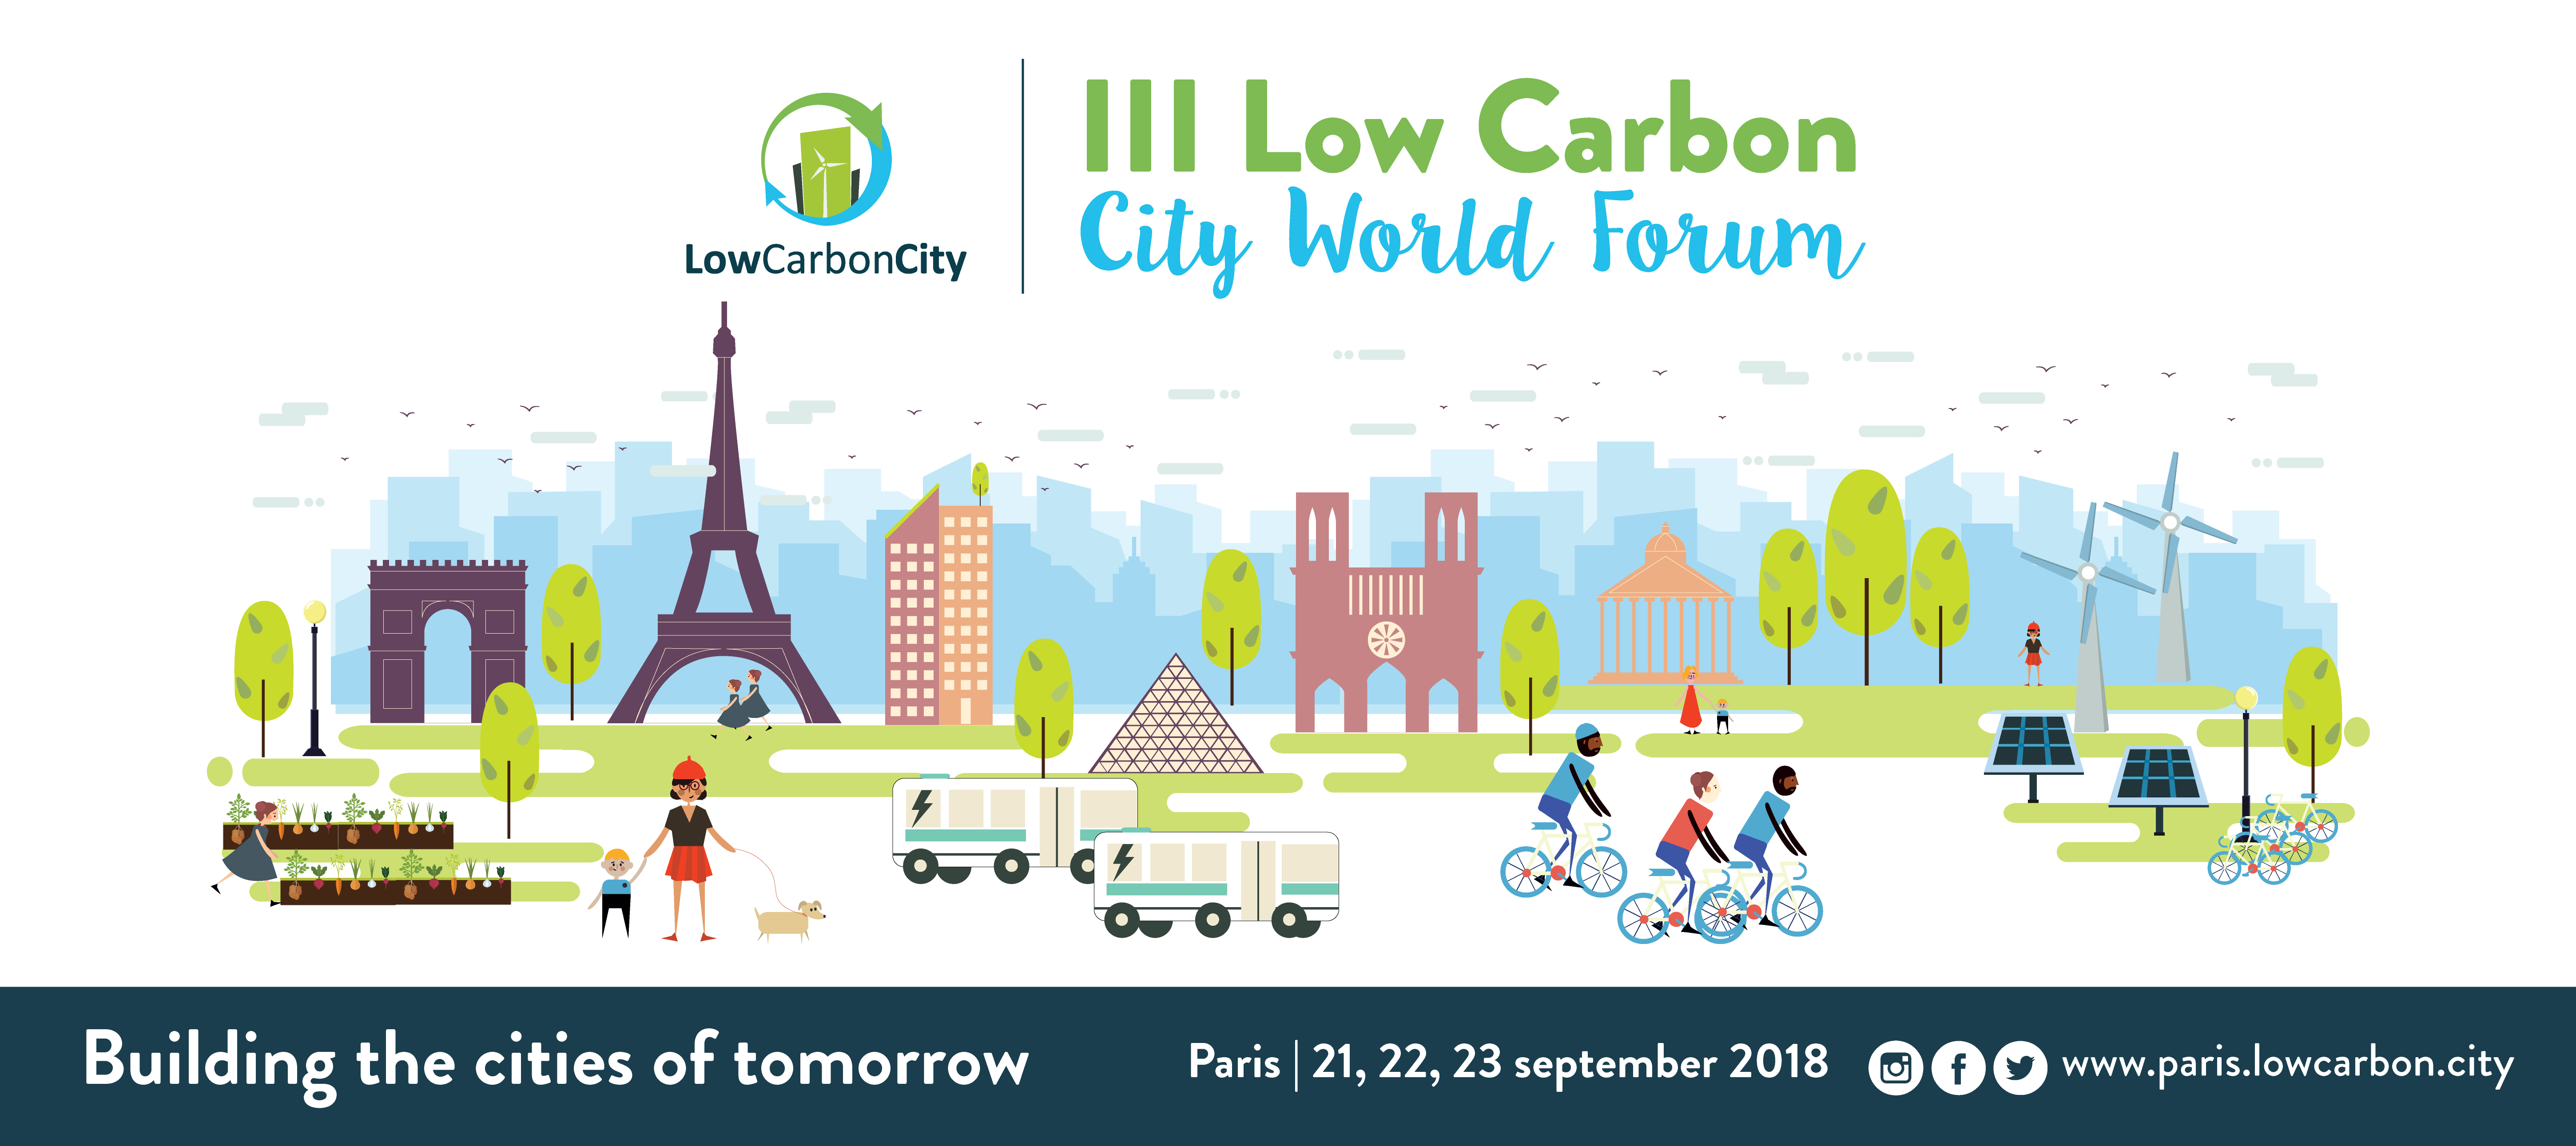 LowCarbonCity
III Low Carbon
City World Forum
Building the cities of tomorrow
Paris | 21, 22, 23 september 2018
www.paris.lowcarbon.city